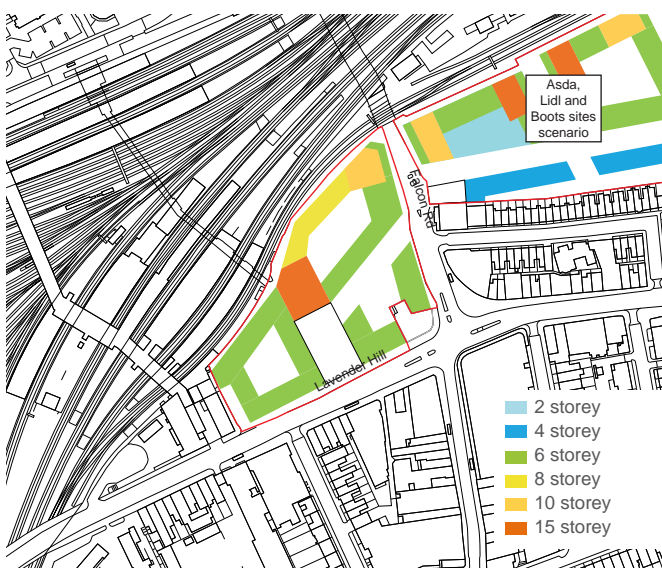 Asda,
Lidl and
Boots sites
scenario
Falcon Rd
Lavender Hill
2 storey
4 storey
6 storey
8 storey
10 storey
15 storey